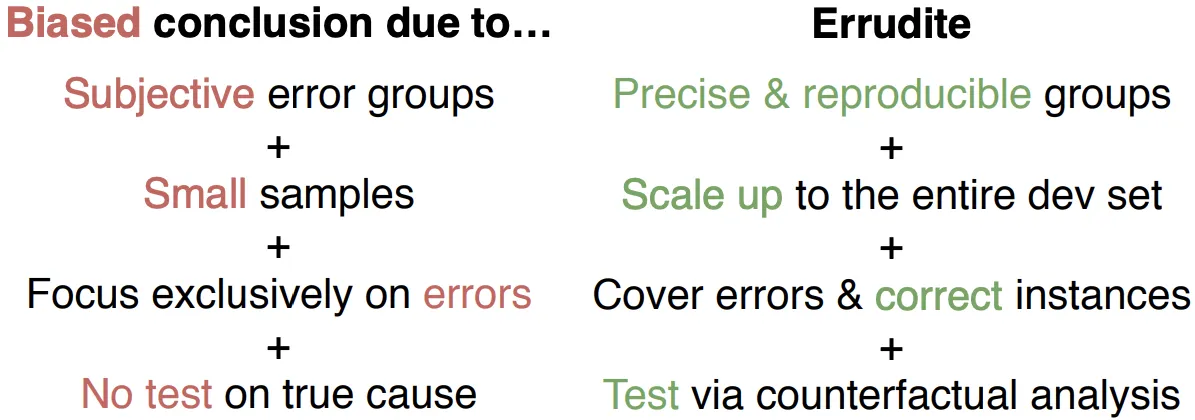 Biased conclusion due to…
Subjective error groups
+
Small samples
+
Focus exclusively on errors
+
No test on true cause
Errudite
Precise & reproducible groups
+
Scale up to the entire dev set
+
Cover errors & correct instances
+
Test via counterfactual analysis